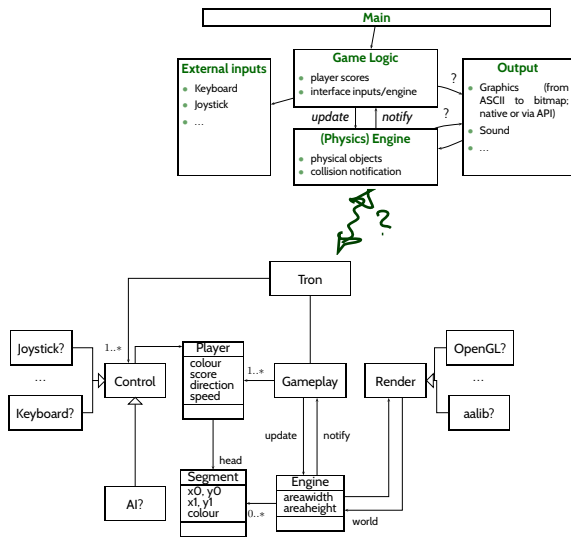 Main
External inputs
• Keyboard
• Joystick
• ...
Game Logic
• player scores
• interface inputs/engine
update
notify
(Physics) Engine
• physical objects
• collision notification
?
?
Output
• Graphics (from
ASCII to bitmap;
native or via API)
• Sound
• ...
?
Tron
1..*
Joystick?
...
Keyboard?
Control
AI?
Player
colour
score
direction
speed
1..*
Gameplay
Render
OpenGL?
...
aalib?
update
notify
head
Segment
x0, y0
x1, y1
colour
0..*
Engine
areawidth
areaheight
world